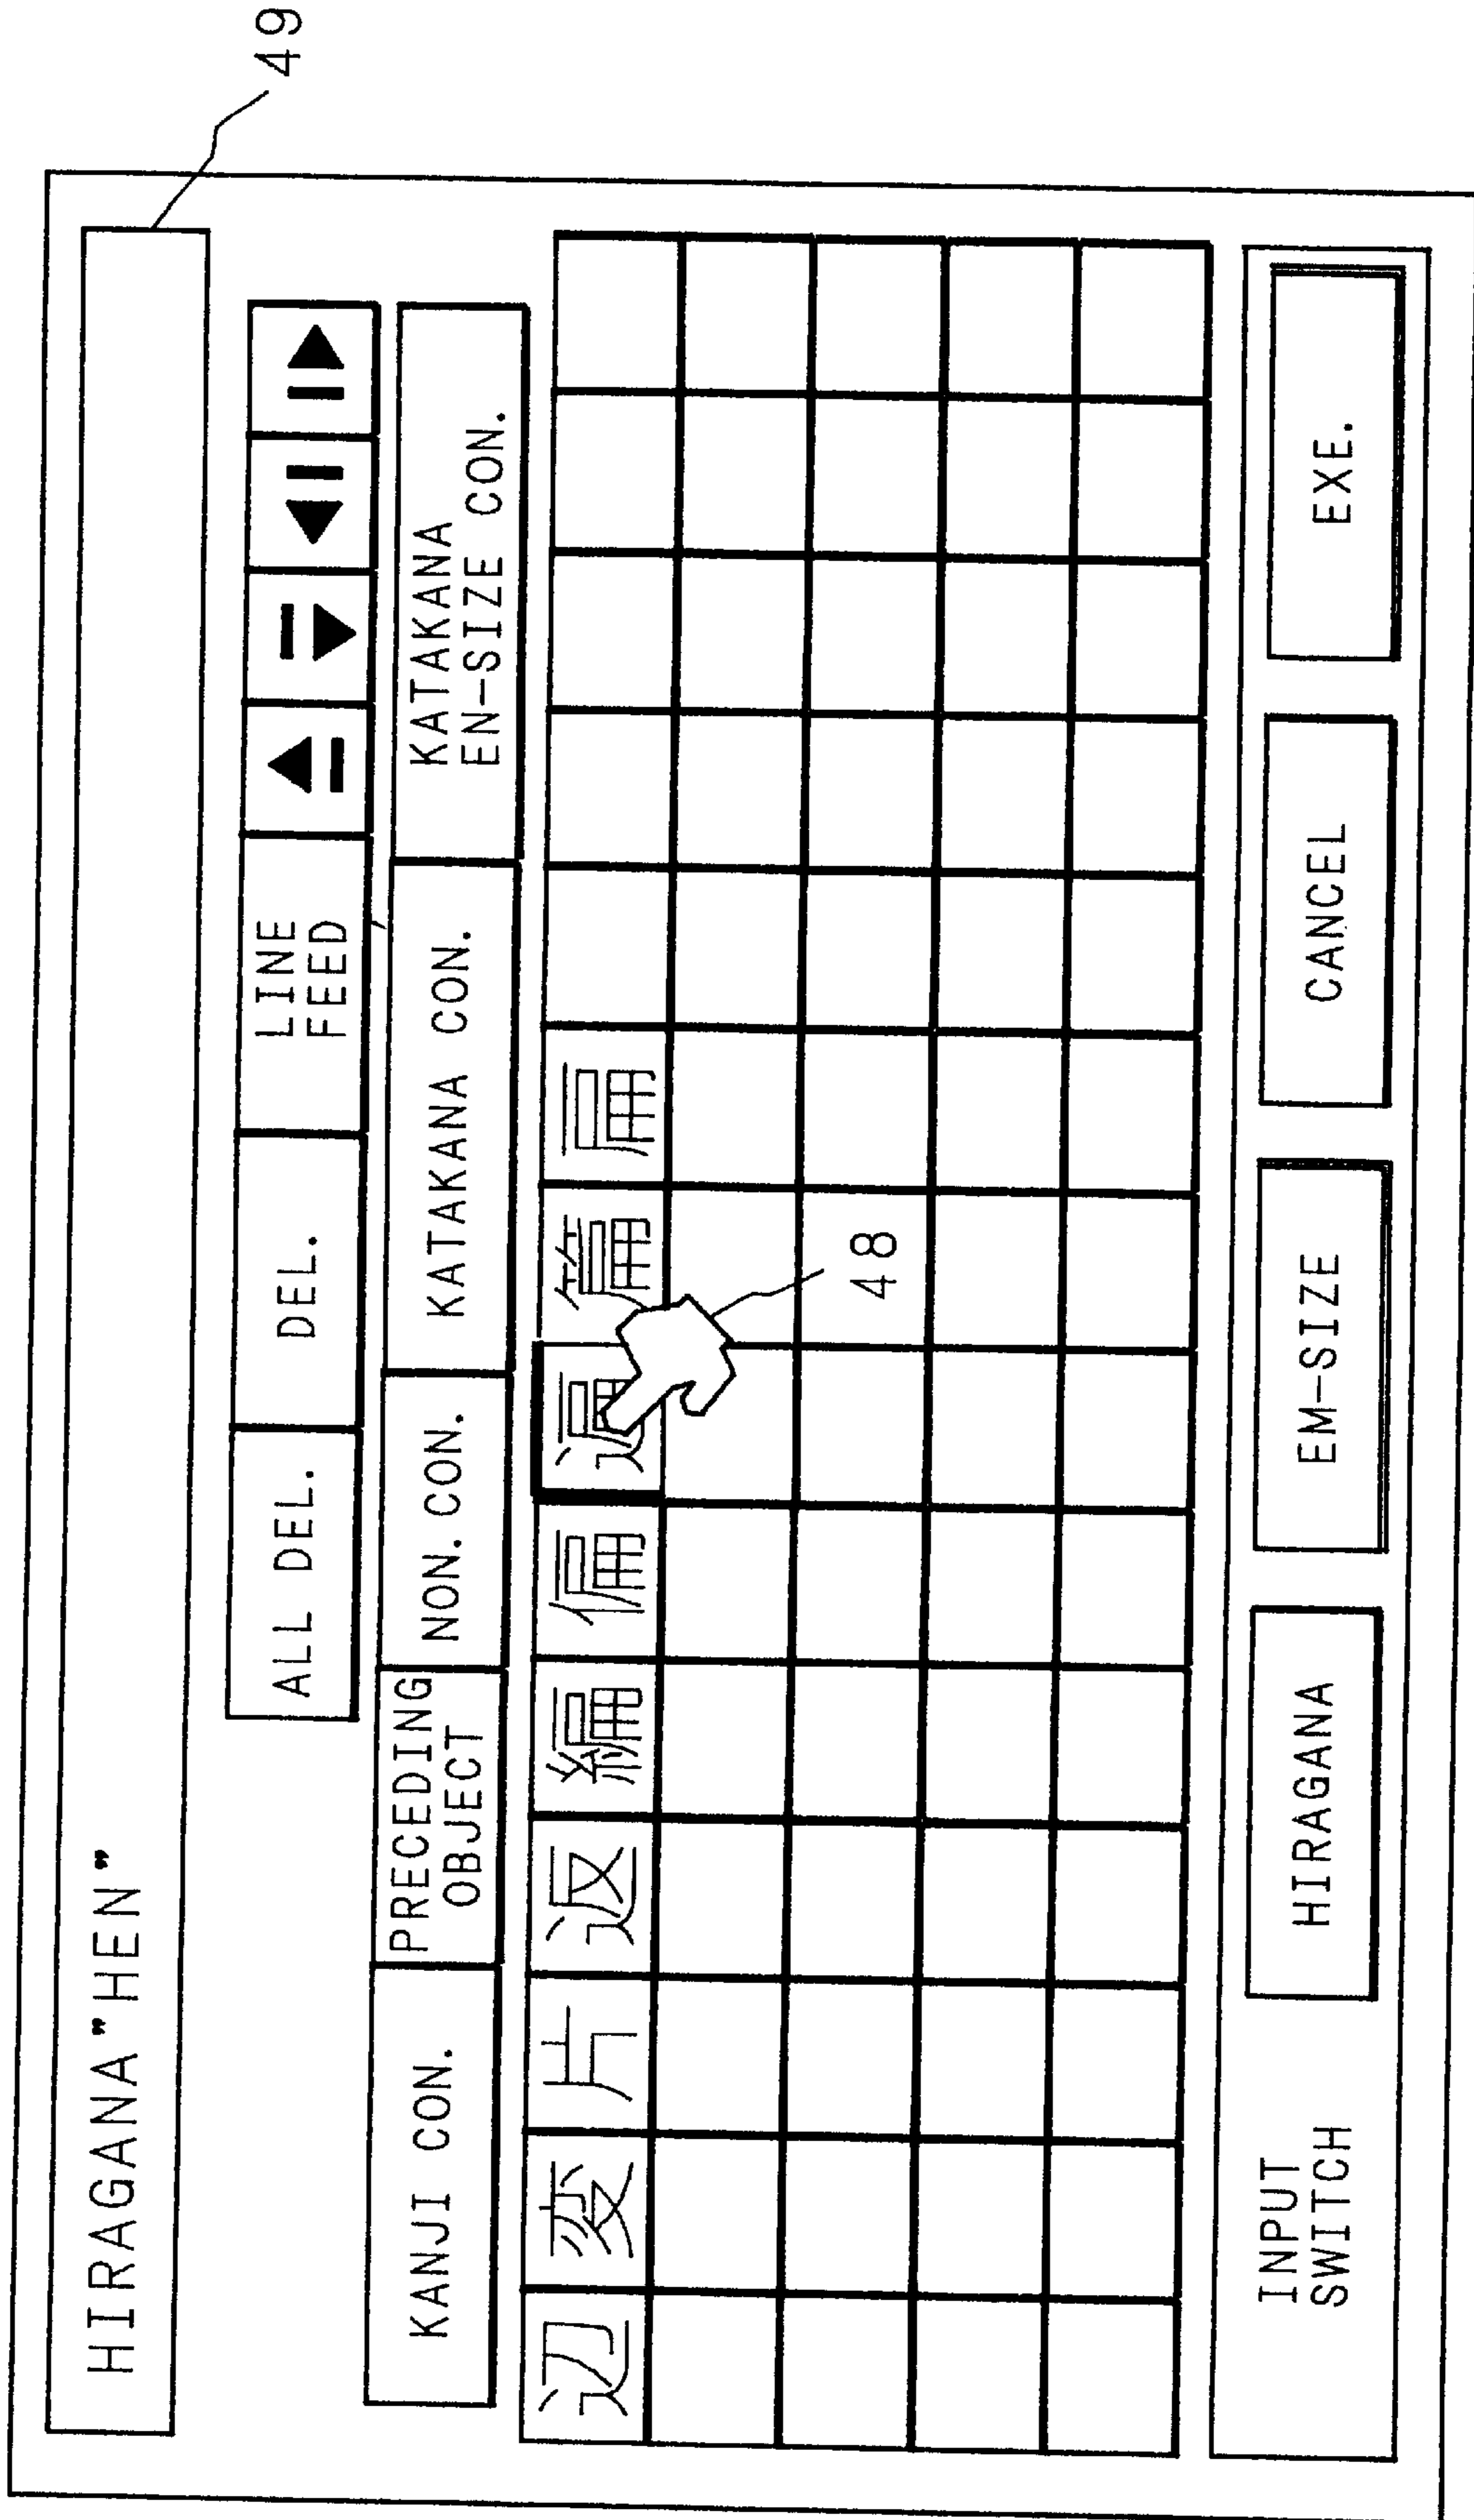 49
HIRAGANA"HEN"
ALL DEL.
DEL.
LINE
FEED
KANJI CON.
PRECEDING
OBJECT
NON.CON.
KATAKANA CON.
KATAKANA
EN-SIZE CON.
辺 変 片 返 編 偏 遍 篇 扁
48
INPUT
SWITCH
HIRAGANA
EM-SIZE
CANCEL
EXE.